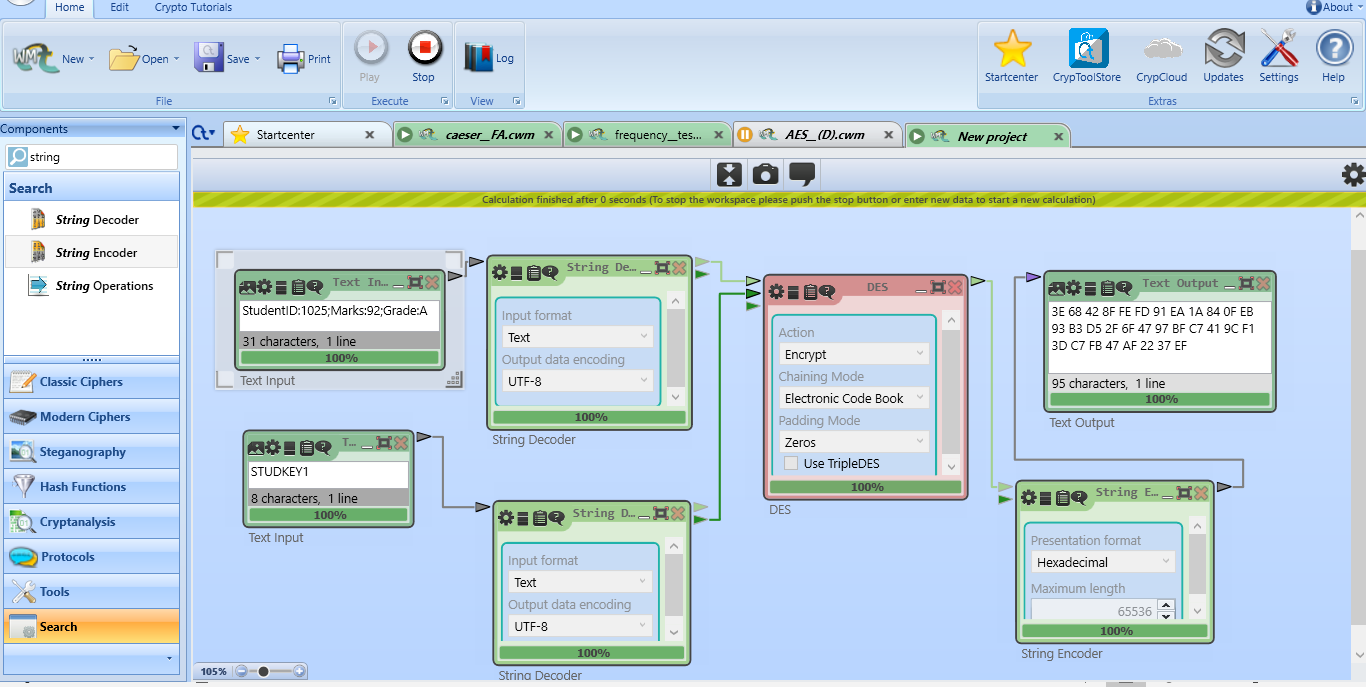 Home Edit Crypto Tutorials
About
New Open Save Print
Play Stop
Log
Startcenter CrypToolStore CrypCloud Updates Settings Help
File Execute View Extras
Components
Startcenter caeser_FA.cwm frequency_tes... AES_(D).cwm New project
string
Search
Calculation finished after 0 seconds (To stop the workspace please push the stop button or enter new data to start a new calculation)
String Decoder
String Encoder
String Operations
Classic Ciphers
Modern Ciphers
Steganography
Hash Functions
Cryptanalysis
Protocols
Tools
Search
Text In...
StudentID:1025;Marks:92;Grade:A
31 characters, 1 line
100%
Text Input
String De...
Input format
Text
Output data encoding
UTF-8
100%
String Decoder
T...
STUDKEY1
8 characters, 1 line
100%
Text Input
String D...
Input format
Text
Output data encoding
UTF-8
100%
String Decoder
DES
Action
Encrypt
Chaining Mode
Electronic Code Book
Padding Mode
Zeros
Use TripleDES
100%
DES
Text Output
3E 68 42 8F FE FD 91 EA 1A 84 0F EB
93 B3 D5 2F 6F 47 97 BF C7 41 9C F1
3D C7 FB 47 AF 22 37 EF
95 characters, 1 line
100%
Text Output
String E...
Presentation format
Hexadecimal
Maximum length
65536
100%
String Encoder
105%